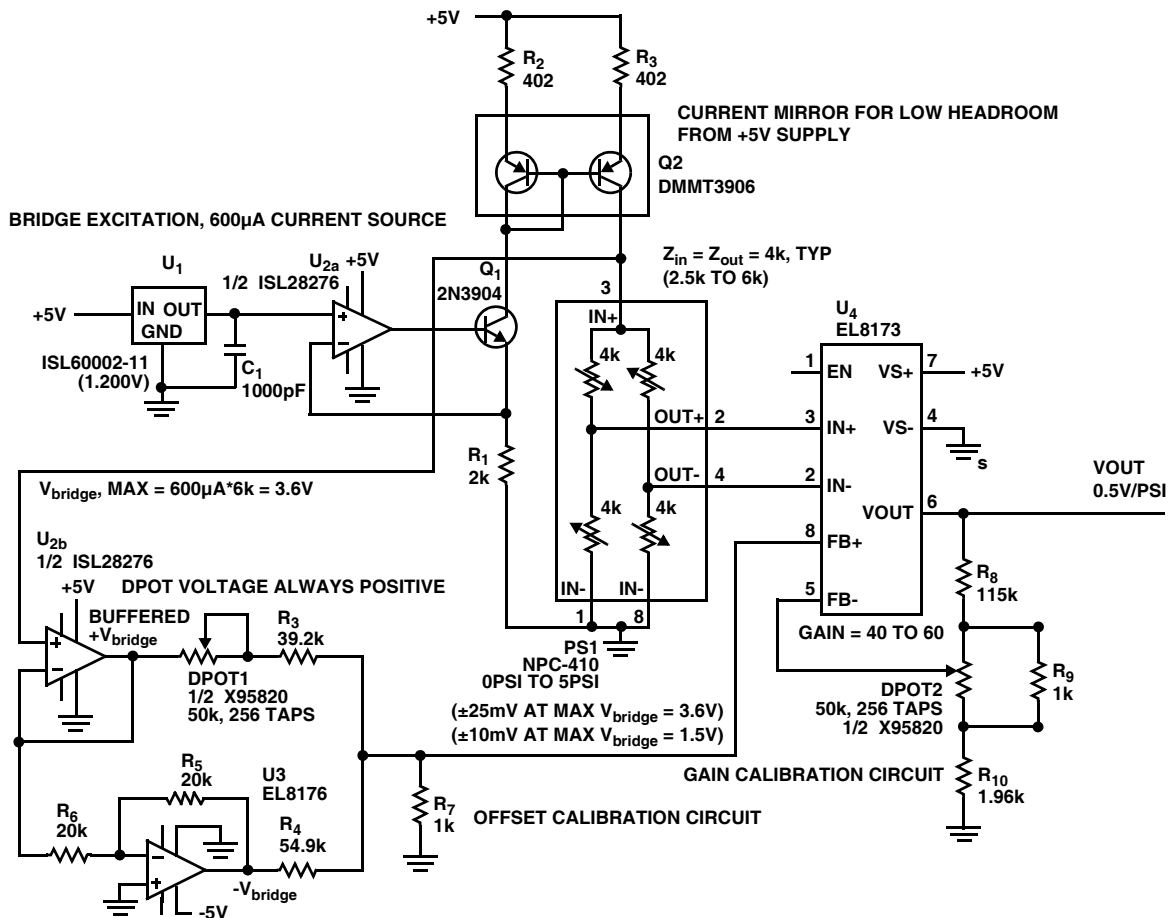 +5V
R2
402
R3
402
CURRENT MIRROR FOR LOW HEADROOM
FROM +5V SUPPLY
Q2
DMMT3906
BRIDGE EXCITATION, 600µA CURRENT SOURCE
U1
+5V
IN OUT
GND
ISL60002-11
(1.200V)
C1
1000pF
U2a
+5V
1/2 ISL28276
+
−
Q1
2N3904
R1
2k
Zin = Zout = 4k, TYP
(2.5k TO 6k)
3
IN+
4k
4k
OUT+
2
OUT-
4
4k
4k
IN-
IN-
1
8
PS1
NPC-410
0PSI TO 5PSI
(±25mV AT MAX Vbridge = 3.6V)
(±10mV AT MAX Vbridge = 1.5V)
U4
EL8173
1
EN
VS+
7
+5V
3
IN+
VS-
4
s
2
IN-
VOUT
6
8
FB+
5
FB-
GAIN = 40 TO 60
VOUT
0.5V/PSI
R8
115k
R9
1k
DPOT2
50k, 256 TAPS
1/2 X95820
GAIN CALIBRATION CIRCUIT
R10
1.96k
Vbridge, MAX = 600µA*6k = 3.6V
U2b
1/2 ISL28276
+5V
DPOT VOLTAGE ALWAYS POSITIVE
BUFFERED
+Vbridge
+
−
DPOT1
1/2 X95820
50k, 256 TAPS
R3
39.2k
R5
20k
U3
EL8176
R6
20k
−
+
-5V
-Vbridge
R4
54.9k
R7
1k
OFFSET CALIBRATION CIRCUIT